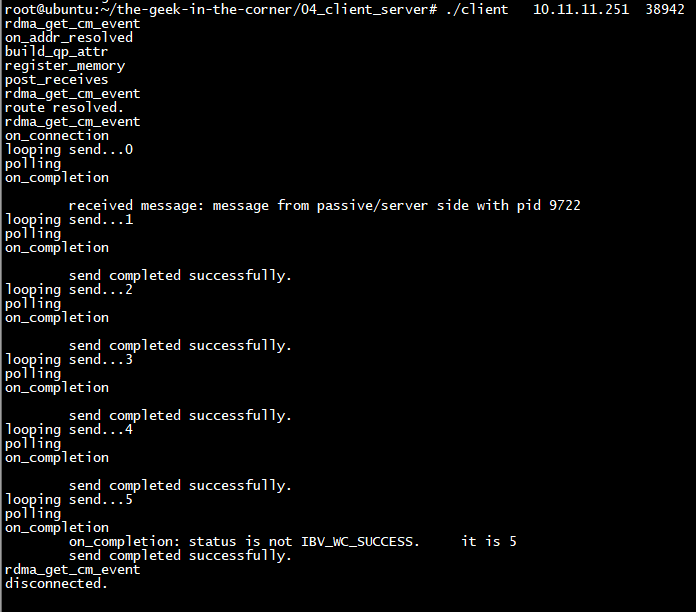 root@ubuntu:~/the-geek-in-the-corner/04_client_server# ./client   10.11.11.251  38942
rdma_get_cm_event
on_addr_resolved
build_qp_attr
register_memory
post_receives
rdma_get_cm_event
route resolved.
rdma_get_cm_event
on_connection
looping send...0
polling
on_completion
        received message: message from passive/server side with pid 9722
looping send...1
polling
on_completion
        send completed successfully.
looping send...2
polling
on_completion
        send completed successfully.
looping send...3
polling
on_completion
        send completed successfully.
looping send...4
polling
on_completion
        send completed successfully.
looping send...5
polling
on_completion
        on_completion: status is not IBV_WC_SUCCESS.     it is 5
        send completed successfully.
rdma_get_cm_event
disconnected.